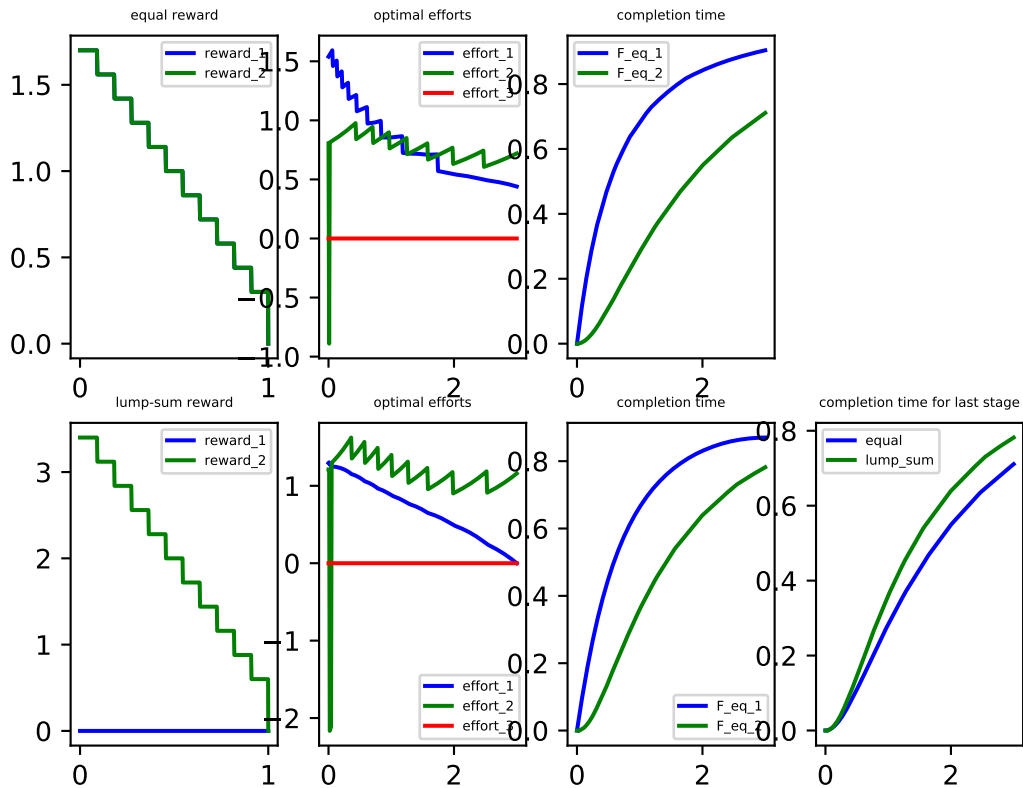 equal reward
optimal efforts
completion time
reward_1
reward_2
effort_1
effort_2
effort_3
F_eq_1
F_eq_2
1.5
1.0
0.5
0.0
0
1
1.5
1.0
0.5
0.0
−0.5
−1.0
0
2
0.8
0.6
0.4
0.2
0.0
0
2
lump-sum reward
optimal efforts
completion time
completion time for last stage
reward_1
reward_2
effort_1
effort_2
effort_3
F_eq_1
F_eq_2
equal
lump_sum
3
2
1
0
0
1
1
0
−1
−2
0
2
0.8
0.6
0.4
0.2
0.0
0
2
0.8
0.6
0.4
0.2
0.0
0
2